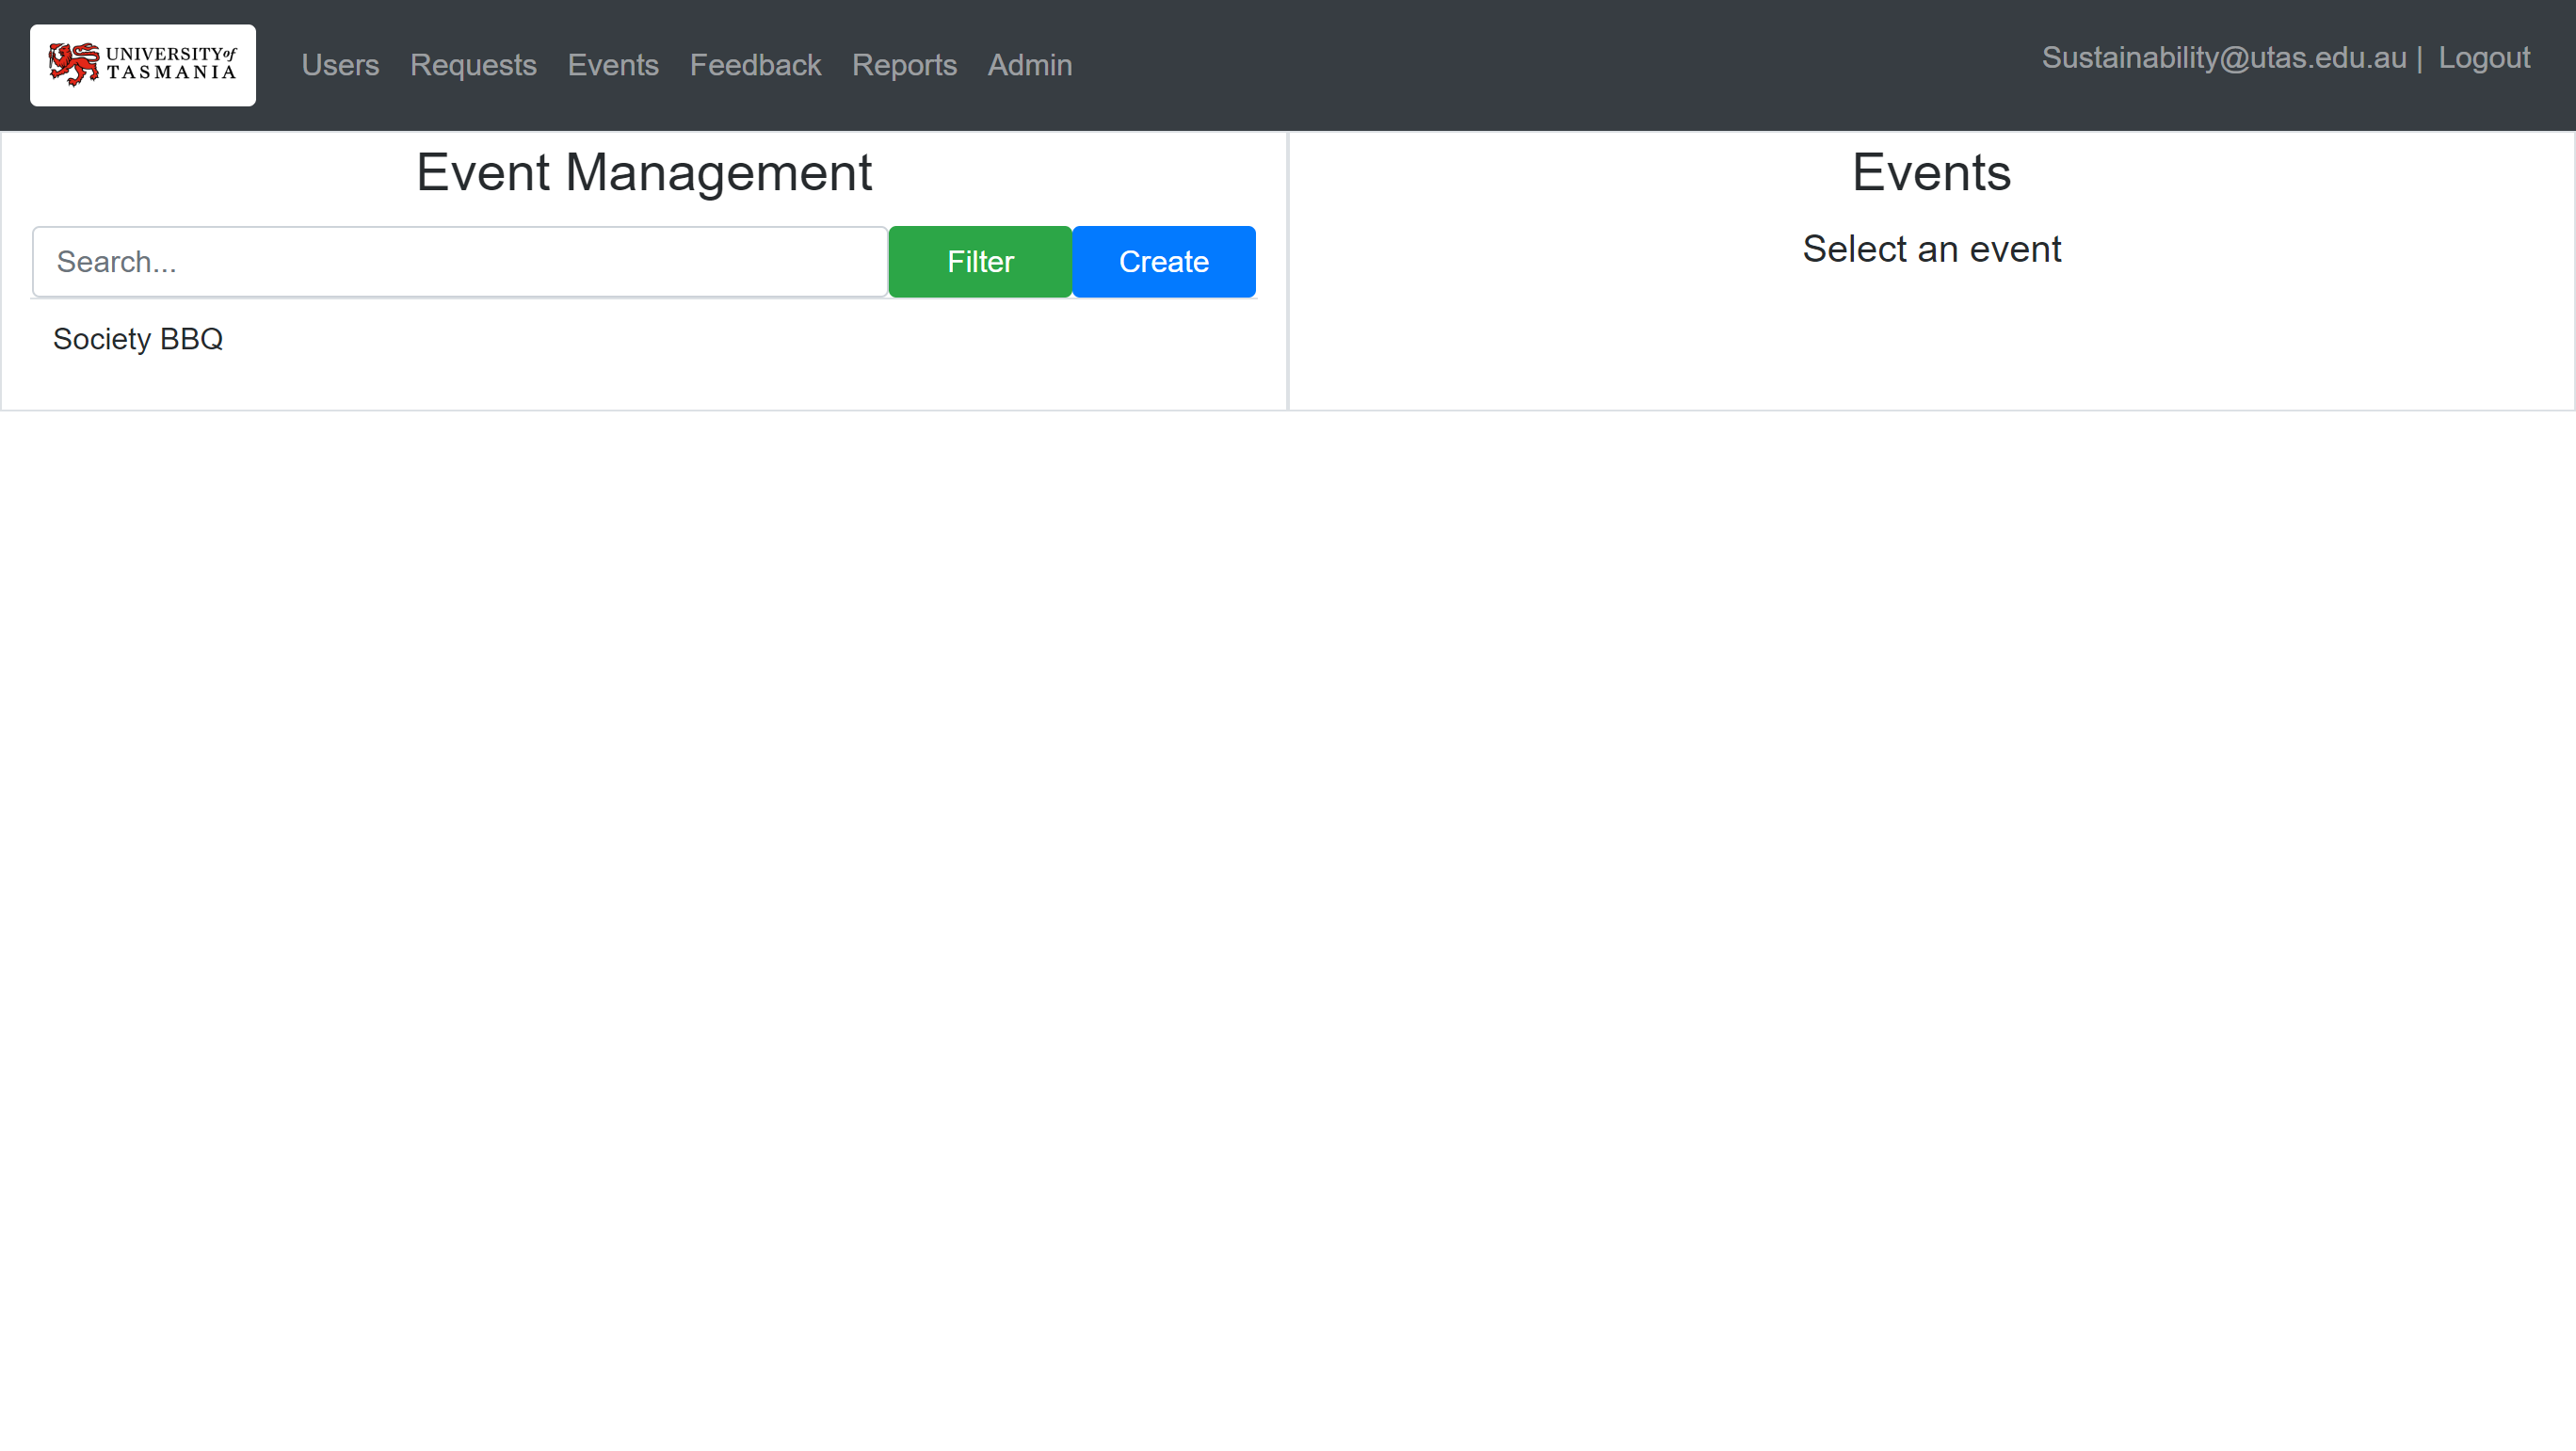 UNIVERSITY of
TASMANIA
Users Requests Events Feedback Reports Admin
Sustainability@utas.edu.au | Logout
Event Management
Search...
Filter
Create
Society BBQ
Events
Select an event